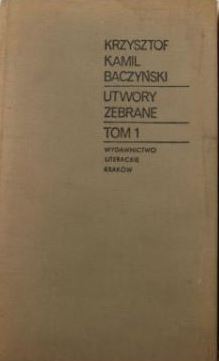 KRZYSZTOF
KAMIL
BACZYŃSKI
UTWORY
ZEBRANE
TOM 1
WYDAWNICTWO
LITERACKIE
KRAKÓW